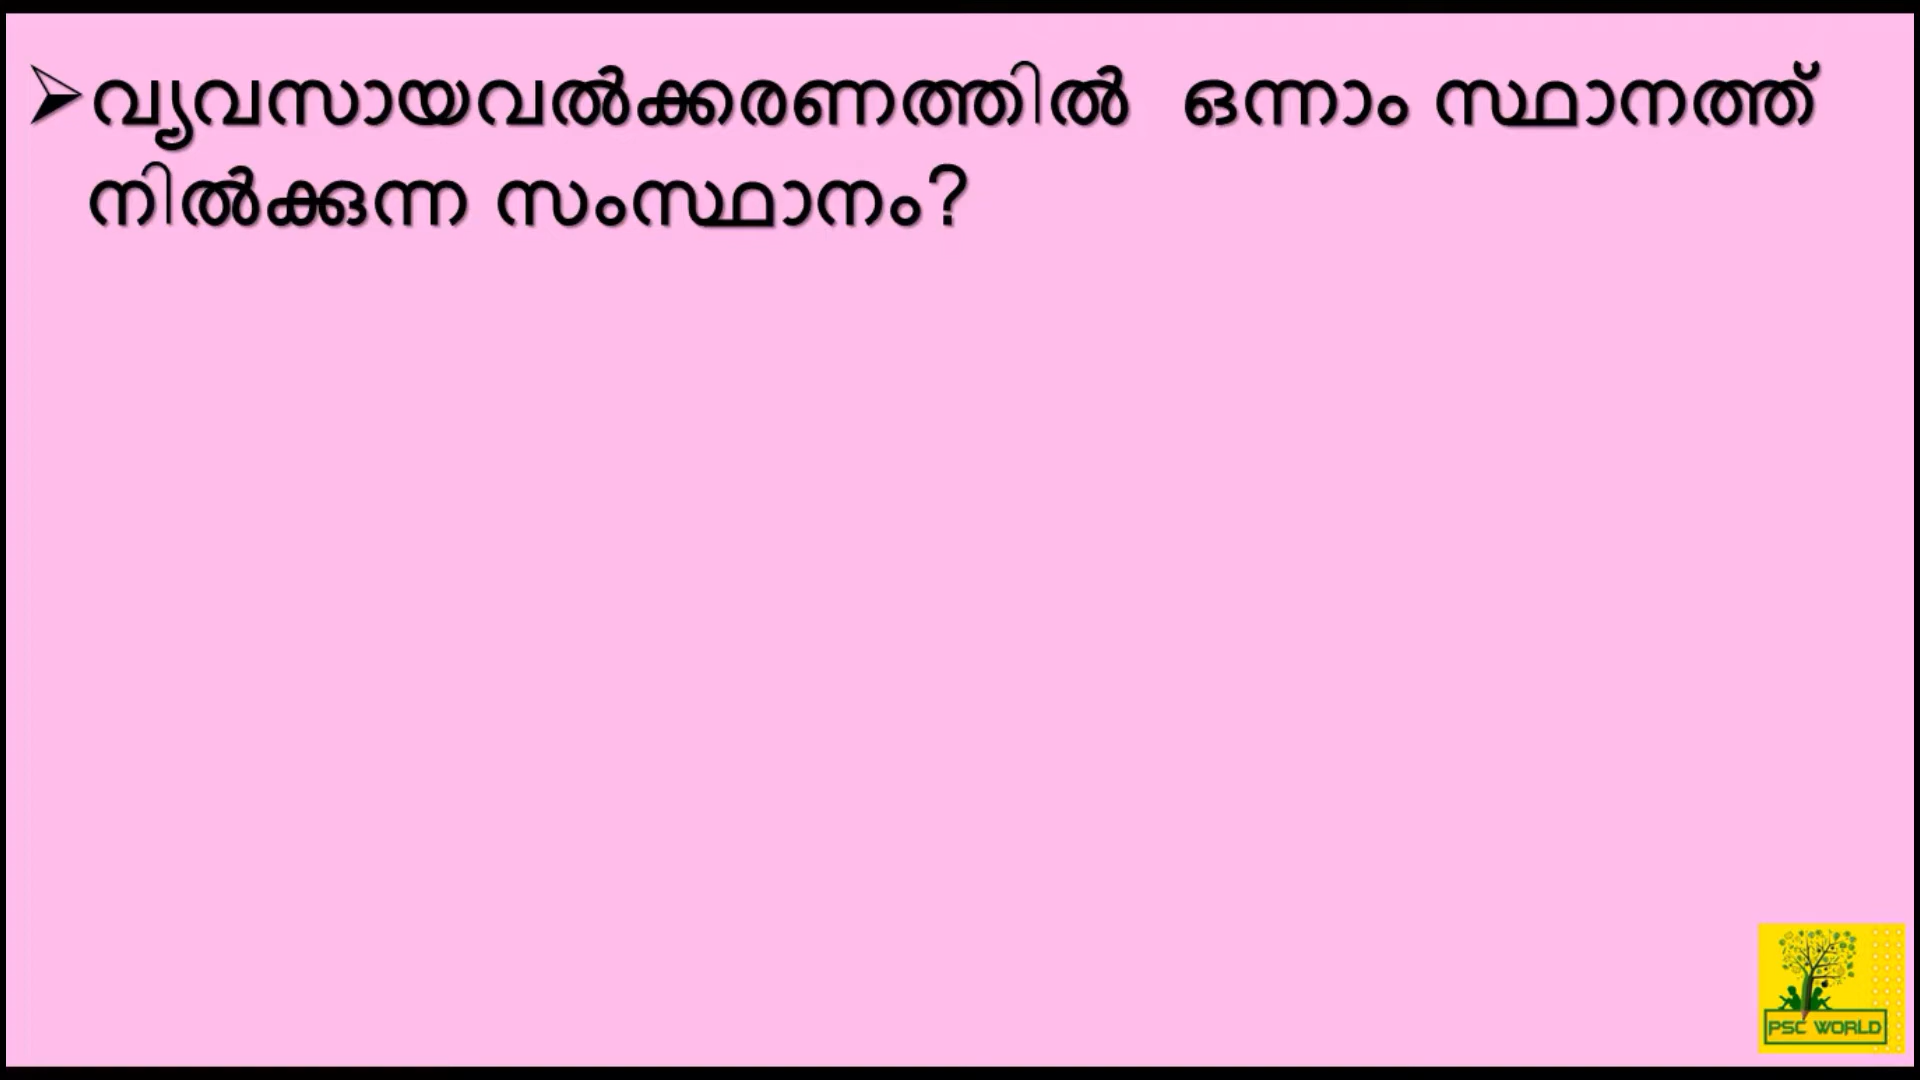 ➢വ്യവസായവൽക്കരണത്തിൽ ഒന്നാം സ്ഥാനത്ത്
നിൽക്കുന്ന സംസ്ഥാനം?
PSC WORLD